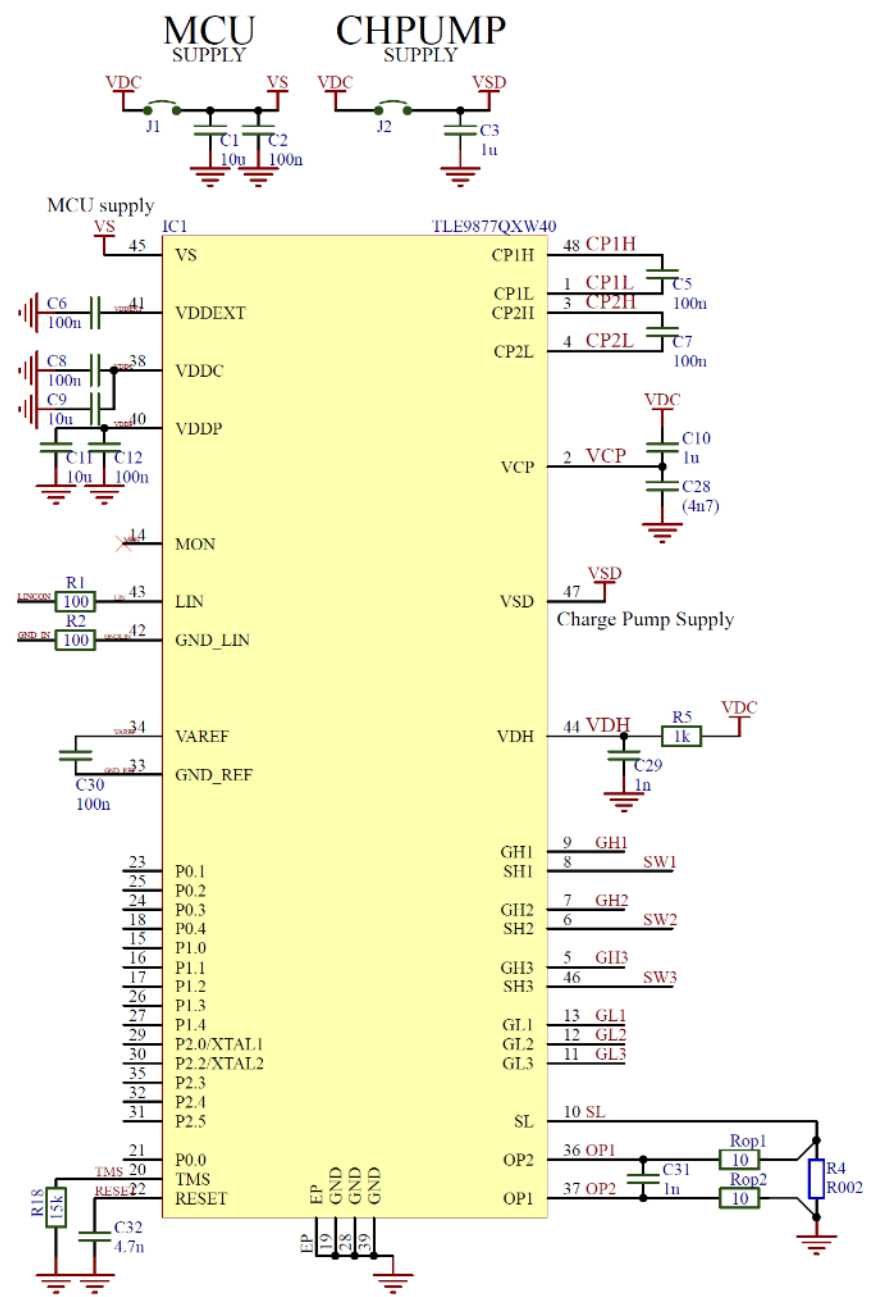 MCU
SUPPLY
CHPUMP
SUPPLY
VDC
VS
VDC
VSD
J1
C1
10u
C2
100n
J2
C3
1u
MCU supply
VS
IC1
TLE9877QXW40
45
VS
CP1H
48 CP1H
C5
100n
CP1L
1 CP1L
C6
100n
41
VDDEXT
CP2H
3 CP2H
C7
100n
CP2L
4 CP2L
C8
100n
38
VDDC
C9
10u
40
VDDP
C11
10u
C12
100n
VDC
C10
1u
VCP
2 VCP
C28
(4n7)
14
MON
R1
100
LINCON
LIN
43
LIN
VSD
47
VSD
Charge Pump Supply
R2
100
GND_IN
42
GND_LIN
VAREF
34
VAREF
VDH
44 VDH
R5
1k
VDC
C29
1n
33
GND_REF
C30
100n
GH1
9 GH1
23
P0.1
SH1
8 SW1
25
P0.2
24
P0.3
GH2
7 GH2
18
P0.4
SH2
6 SW2
15
P1.0
16
P1.1
GH3
5 GH3
17
P1.2
SH3
46 SW3
26
P1.3
27
P1.4
GL1
13 GL1
29
P2.0/XTAL1
GL2
12 GL2
30
P2.2/XTAL2
GL3
11 GL3
35
P2.3
32
P2.4
31
P2.5
SL
10 SL
21
P0.0
OP2
36 OP1
Rop1
10
TMS 20
TMS
C31
1n
R4
R002
RESET 22
RESET
OP1
37 OP2
Rop2
10
R18
15k
C32
4.7n
EP
GND
GND
GND
EP
19
28
39